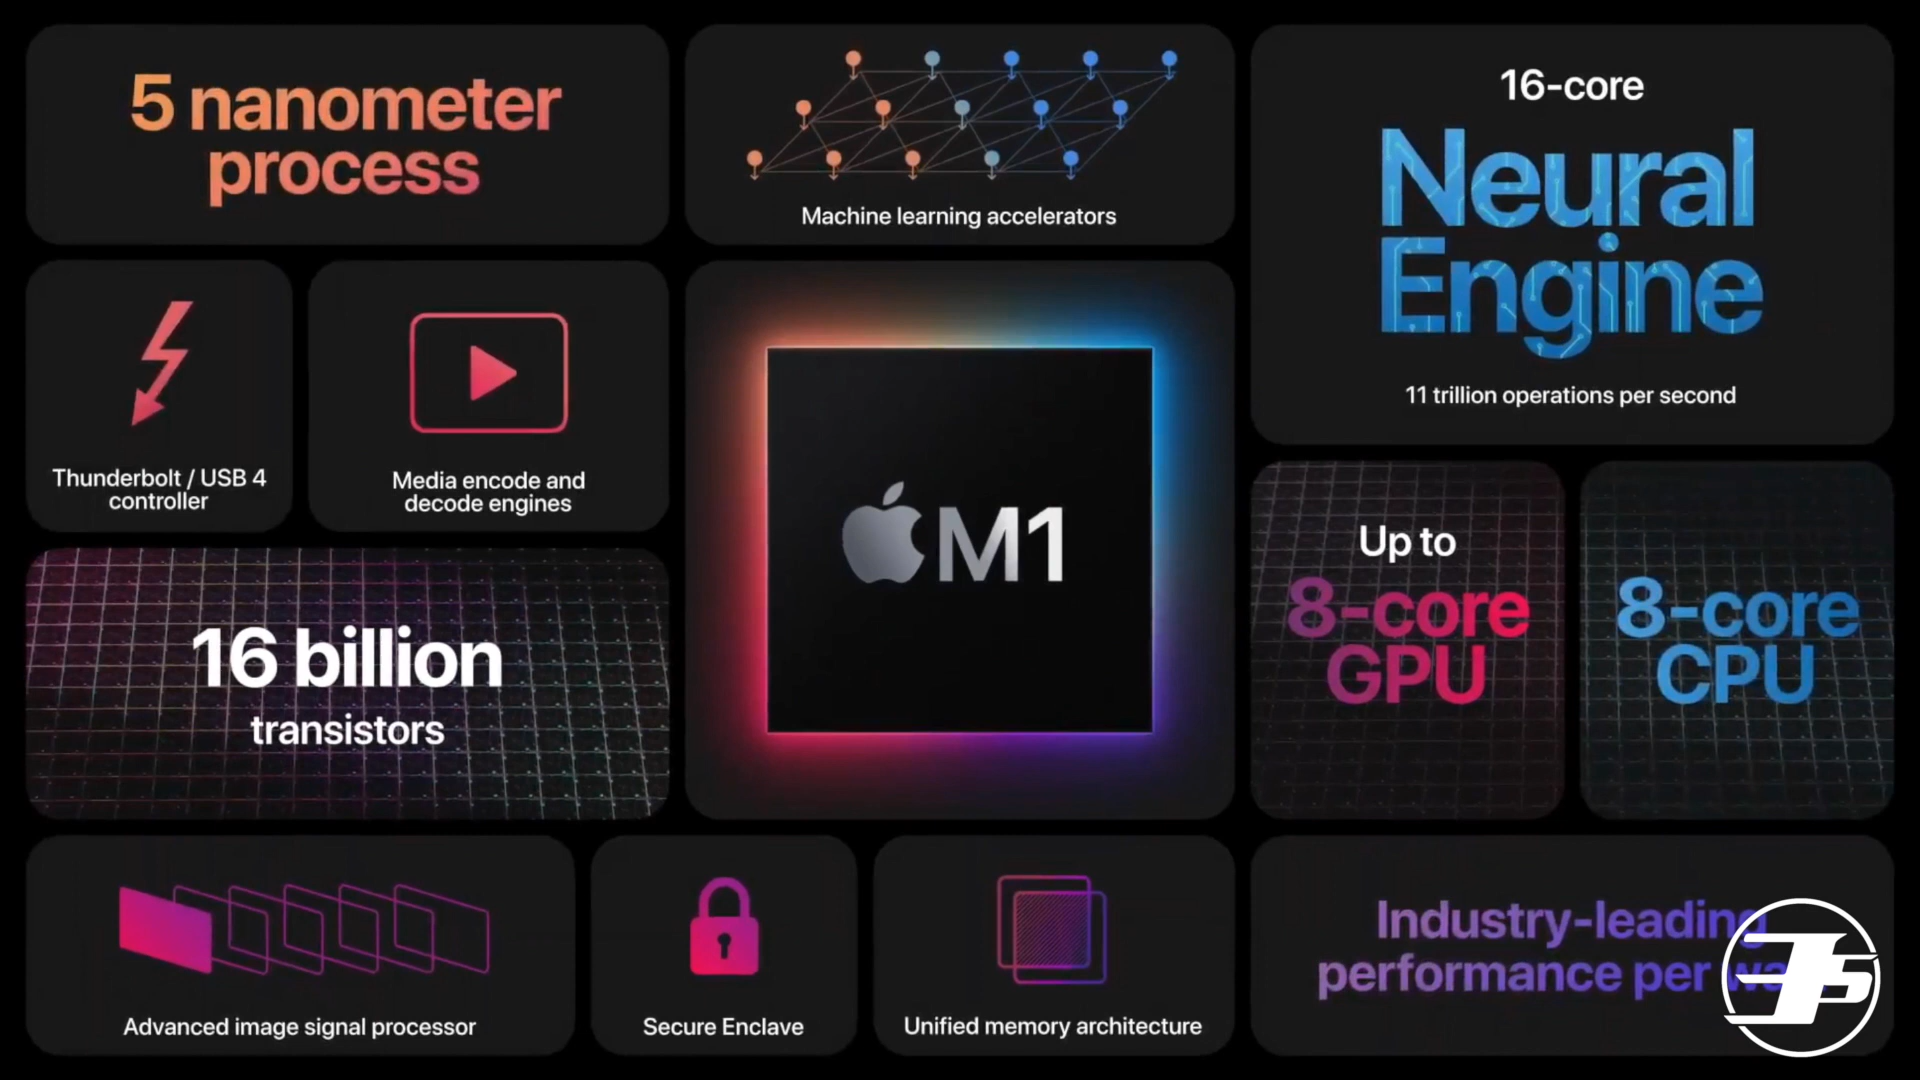 5 nanometer
process
Machine learning accelerators
16-core
Neural
Engine
11 trillion operations per second
Thunderbolt / USB 4
controller
Media encode and
decode engines
M1
Up to
8-core
GPU
8-core
CPU
16 billion
transistors
Advanced image signal processor
Secure Enclave
Unified memory architecture
Industry-leading
performance per